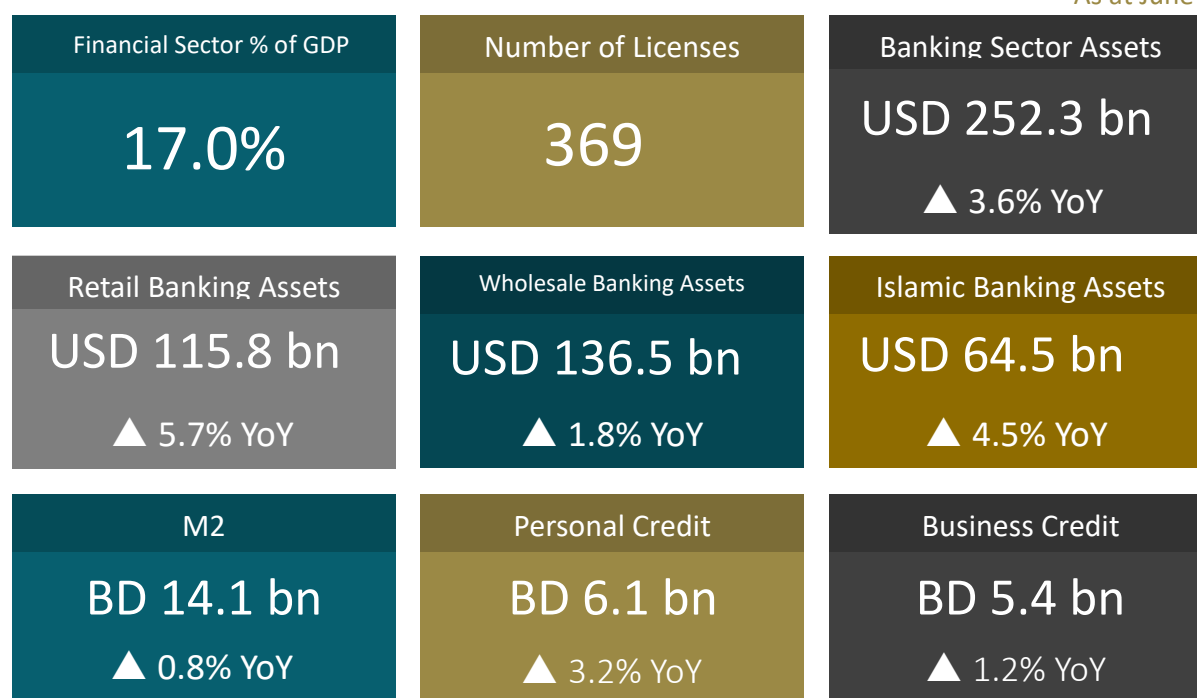 As at June
Financial Sector % of GDP
17.0%
Number of Licenses
369
Banking Sector Assets
USD 252.3 bn
▲ 3.6% YoY
Retail Banking Assets
USD 115.8 bn
▲ 5.7% YoY
Wholesale Banking Assets
USD 136.5 bn
▲ 1.8% YoY
Islamic Banking Assets
USD 64.5 bn
▲ 4.5% YoY
M2
BD 14.1 bn
▲ 0.8% YoY
Personal Credit
BD 6.1 bn
▲ 3.2% YoY
Business Credit
BD 5.4 bn
▲ 1.2% YoY